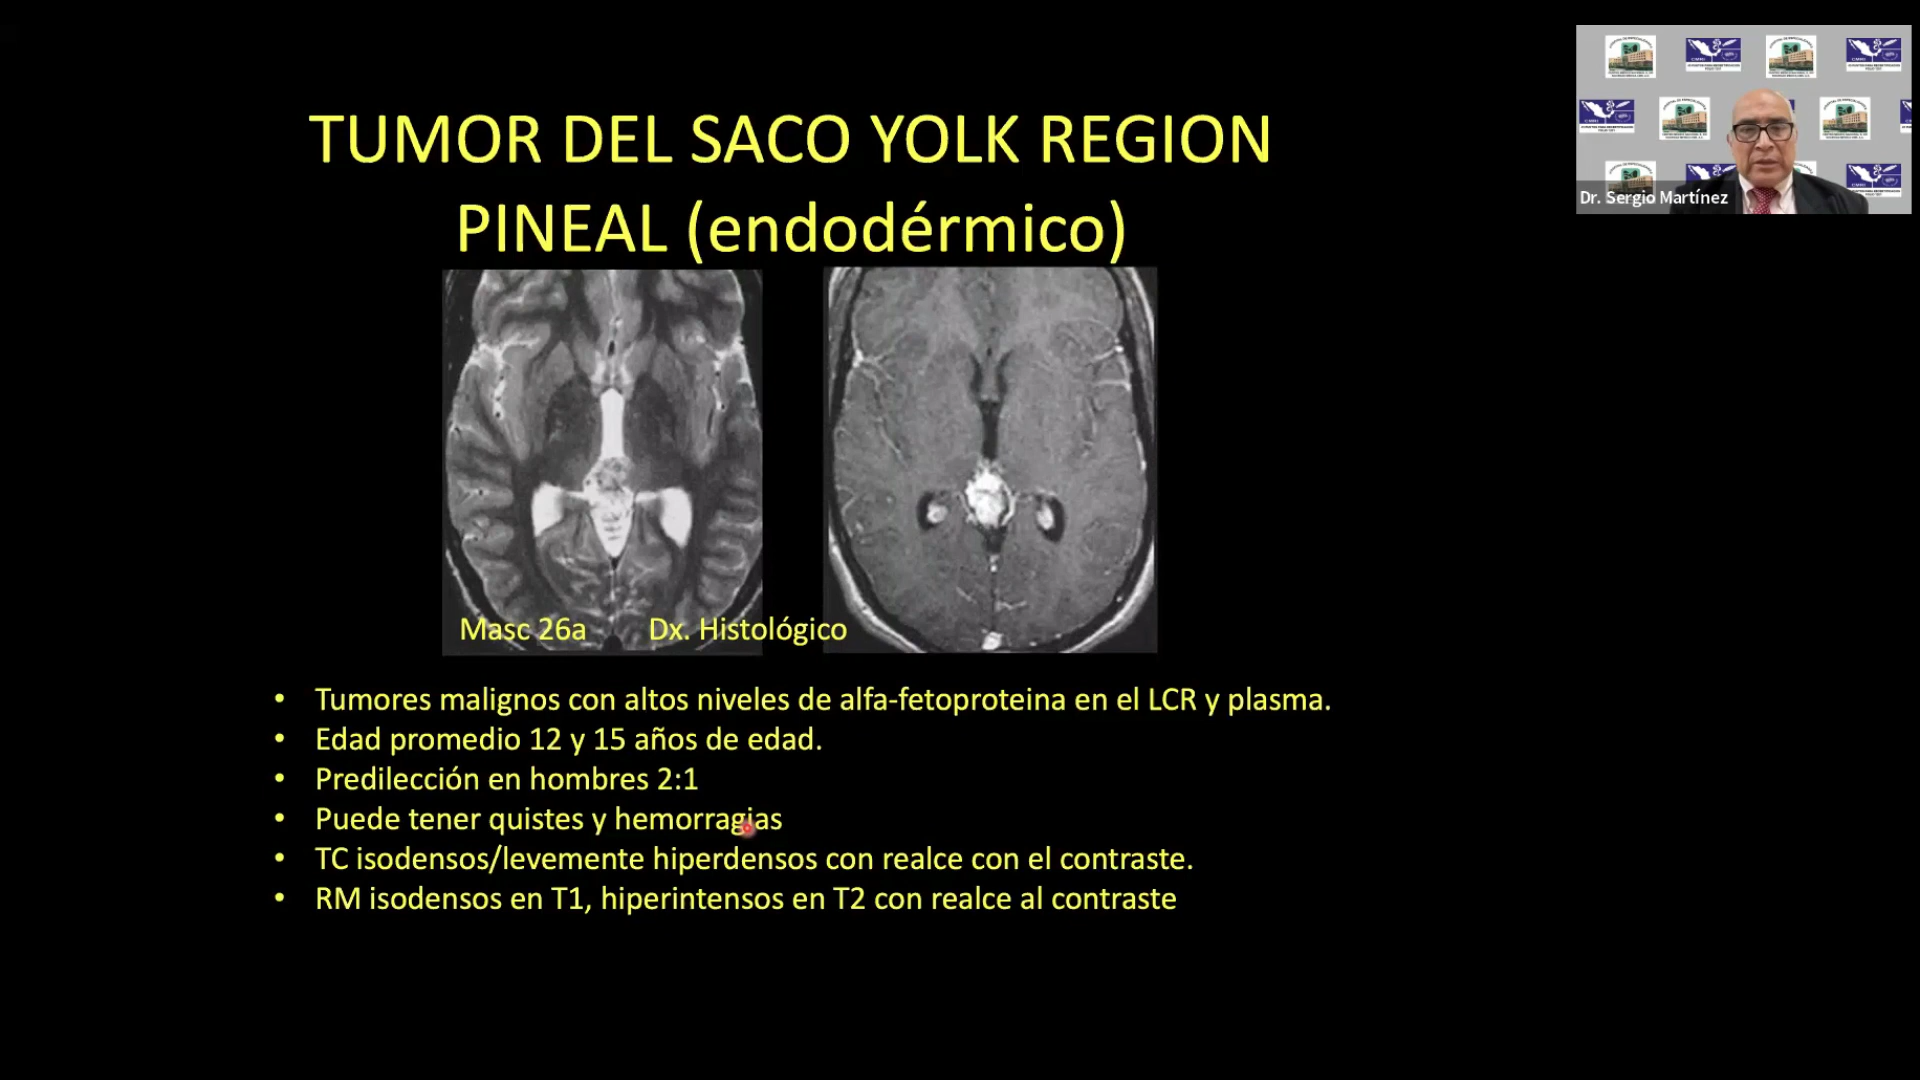 TUMOR DEL SACO YOLK REGION
PINEAL (endodérmico)
Dr. Sergio Martínez
Masc 26a
Dx. Histológico
• Tumores malignos con altos niveles de alfa-fetoproteina en el LCR y plasma.
• Edad promedio 12 y 15 años de edad.
• Predilección en hombres 2:1
• Puede tener quistes y hemorragias
• TC isodensos/levemente hiperdensos con realce con el contraste.
• RM isodensos en T1, hiperintensos en T2 con realce al contraste